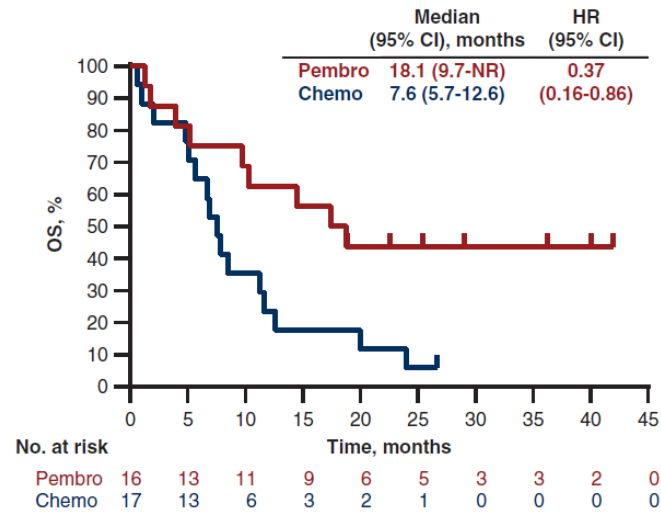 Median HR
(95% CI), months (95% CI)
Pembro 18.1 (9.7-NR) 0.37
Chemo 7.6 (5.7-12.6) (0.16-0.86)
100
90
80
70
60
50
40
30
20
10
0
OS, %
0 5 10 15 20 25 30 35 40 45
No. at risk Time, months
Pembro 16 13 11 9 6 5 3 3 2 0
Chemo 17 13 6 3 2 1 0 0 0 0